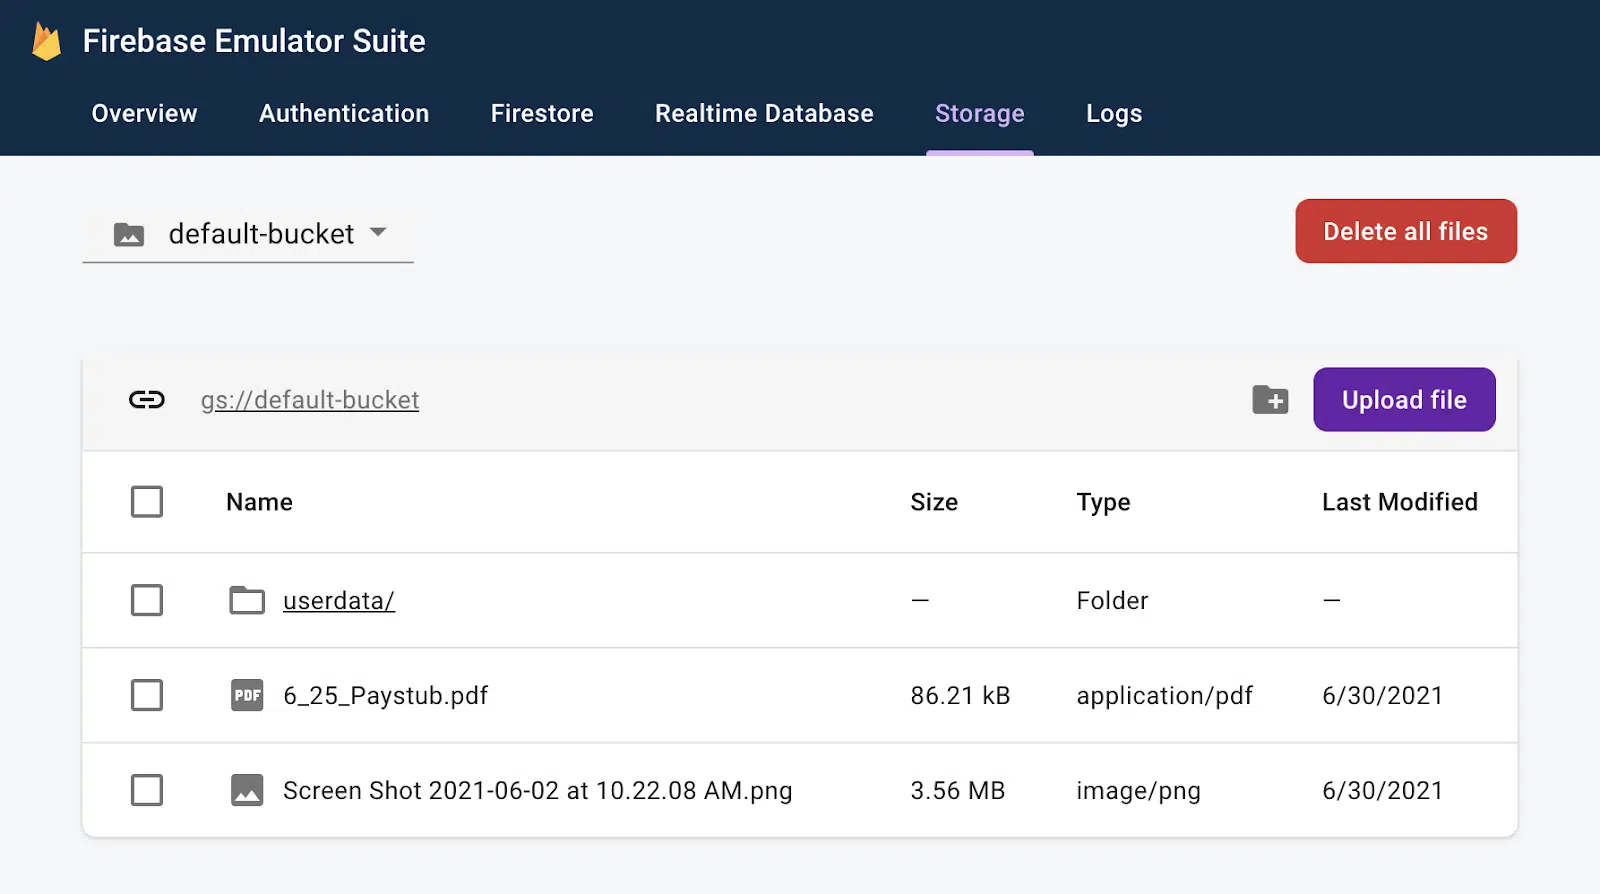 Firebase Emulator Suite
Overview Authentication Firestore Realtime Database Storage Logs
default-bucket Delete all files
gs://default-bucket Upload file
Name Size Type Last Modified
userdata/ — Folder —
PDF 6_25_Paystub.pdf 86.21 kB application/pdf 6/30/2021
Screen Shot 2021-06-02 at 10.22.08 AM.png 3.56 MB image/png 6/30/2021